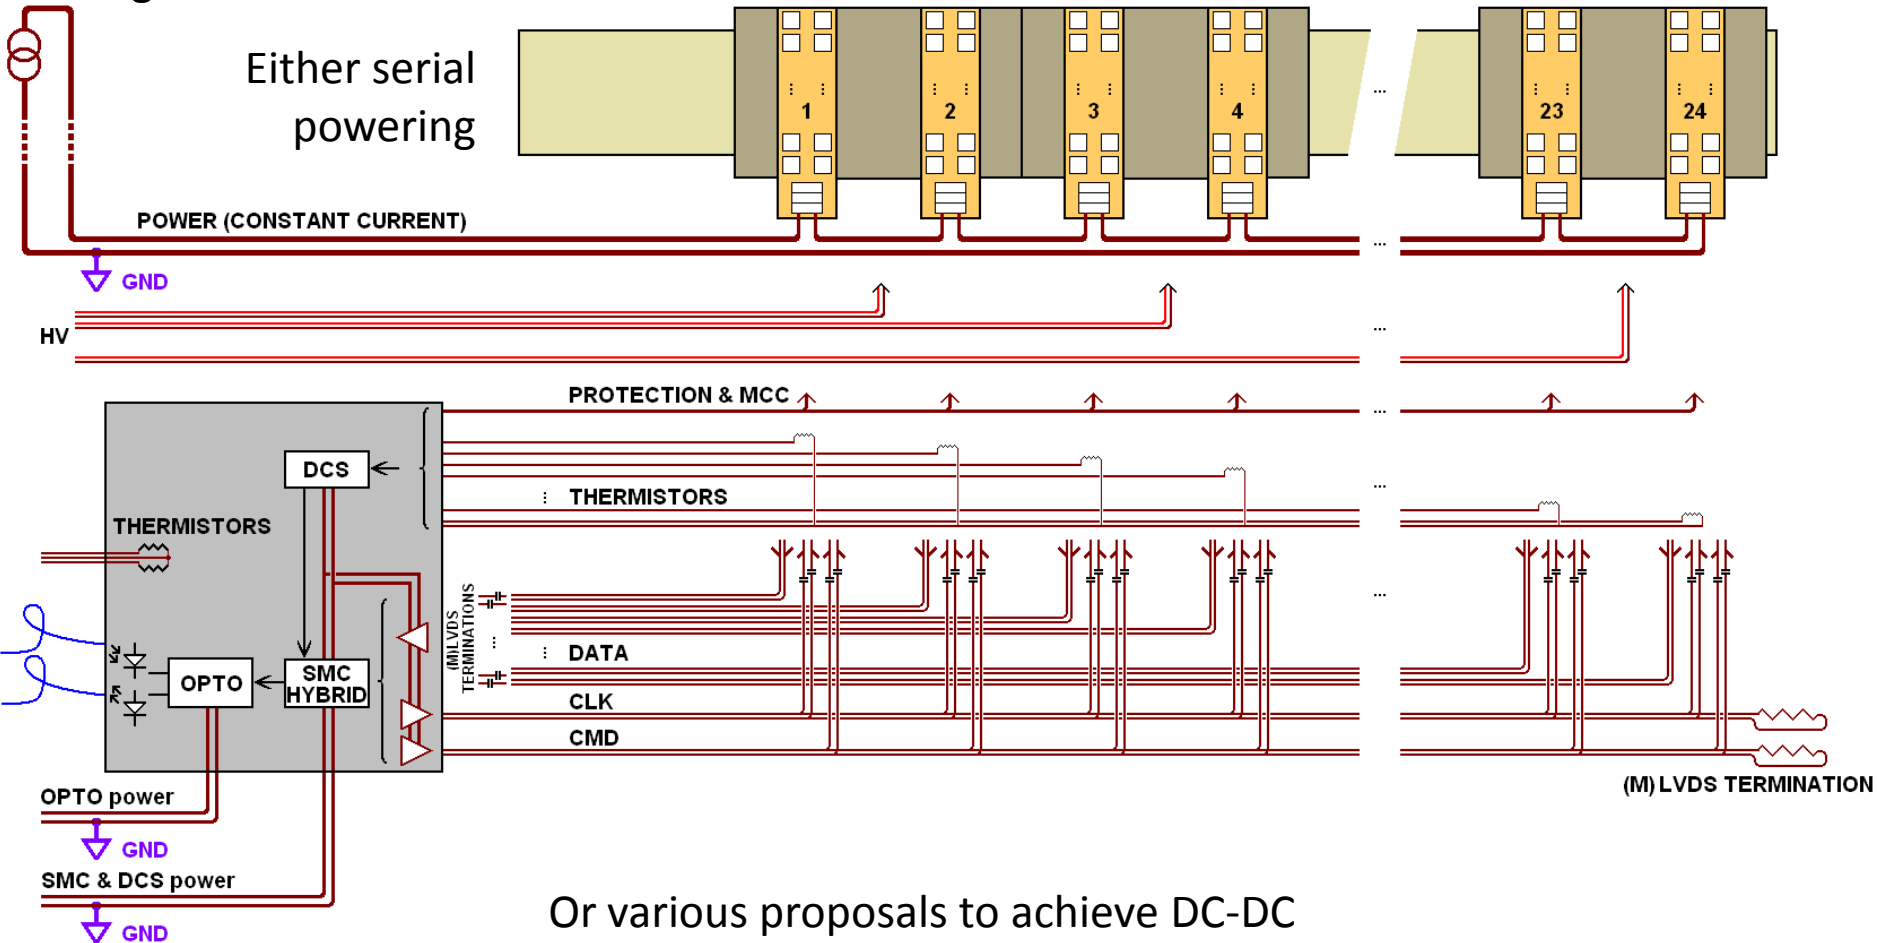 Either serial
powering
1
2
3
4
...
23
24
POWER (CONSTANT CURRENT)
...
GND
HV
...
PROTECTION & MCC
...
DCS
THERMISTORS
...
THERMISTORS
(M)LVDS
TERMINATIONS
...
DATA
OPTO
SMC
HYBRID
CLK
CMD
(M)LVDS TERMINATION
OPTO power
GND
SMC & DCS power
GND
Or various proposals to achieve DC-DC